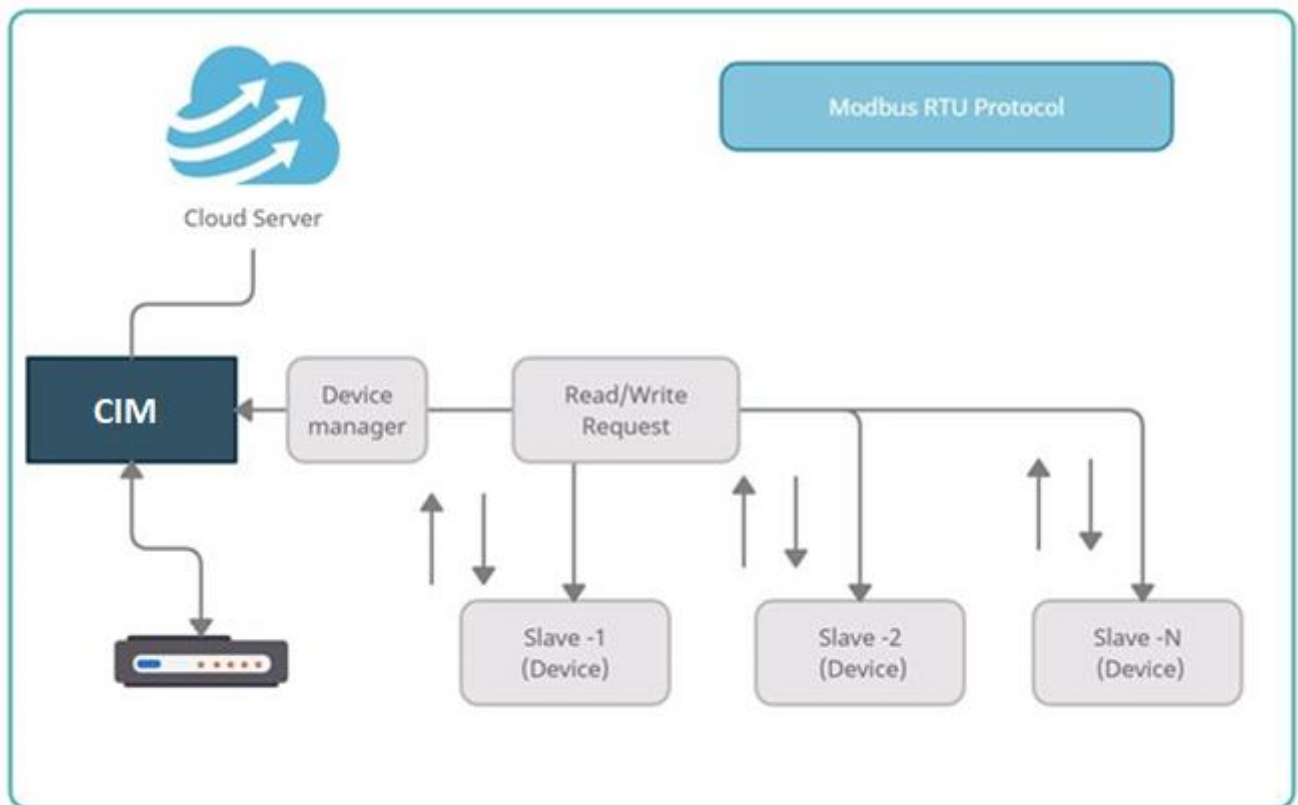 Modbus RTU Protocol
Cloud Server
CIM
Device
manager
Read/Write
Request
Slave -1
(Device)
Slave -2
(Device)
Slave -N
(Device)